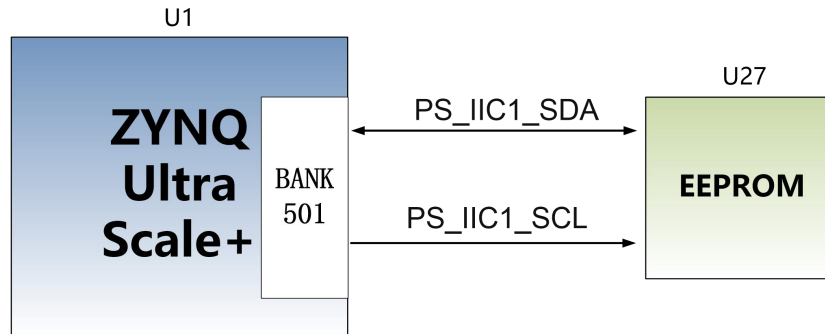 U1
U27
ZYNQ
Ultra
Scale+
BANK
501
PS_IIC1_SDA
PS_IIC1_SCL
EEPROM